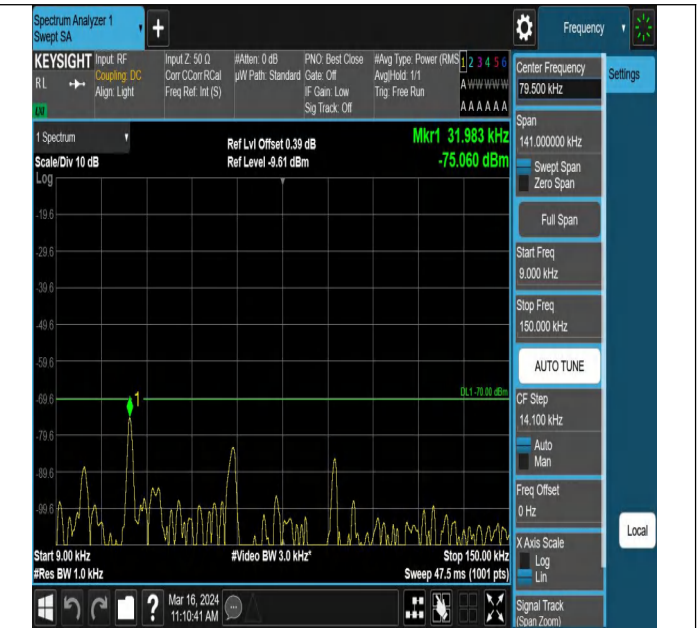 Spectrum Analyzer 1
Swept SA
+
Frequency
KEYSIGHT
RL
Input: RF
Coupling: DC
Align: Light
Input Z: 50 Ω
Corr CCorr RCal
Freq Ref: Int (S)
#Atten: 0 dB
µW Path: Standard
PNO: Best Close
Gate: Off
IF Gain: Low
Sig Track: Off
#Avg Type: Power (RMS
Avg|Hold: 1/1
Trig: Free Run
1 2 3 4 5 6
A W W W W W
A A A A A A
1 Spectrum
Scale/Div 10 dB
Log
Ref Lvl Offset 0.39 dB
Ref Level -9.61 dBm
Mkr1 31.983 kHz
-75.060 dBm
-19.6
-29.6
-39.6
-49.6
-59.6
-69.6
-79.6
-89.6
-99.6
DL1 -70.00 dBm
1
Start 9.00 kHz
#Res BW 1.0 kHz
#Video BW 3.0 kHz*
Stop 150.00 kHz
Sweep 47.5 ms (1001 pts)
Center Frequency
79.500 kHz
Span
141.000000 kHz
Swept Span
Zero Span
Full Span
Start Freq
9.000 kHz
Stop Freq
150.000 kHz
AUTO TUNE
CF Step
14.100 kHz
Auto
Man
Freq Offset
0 Hz
X Axis Scale
Log
Lin
Signal Track
(Span Zoom)
Settings
Local
?
Mar 16, 2024
11:10:41 AM